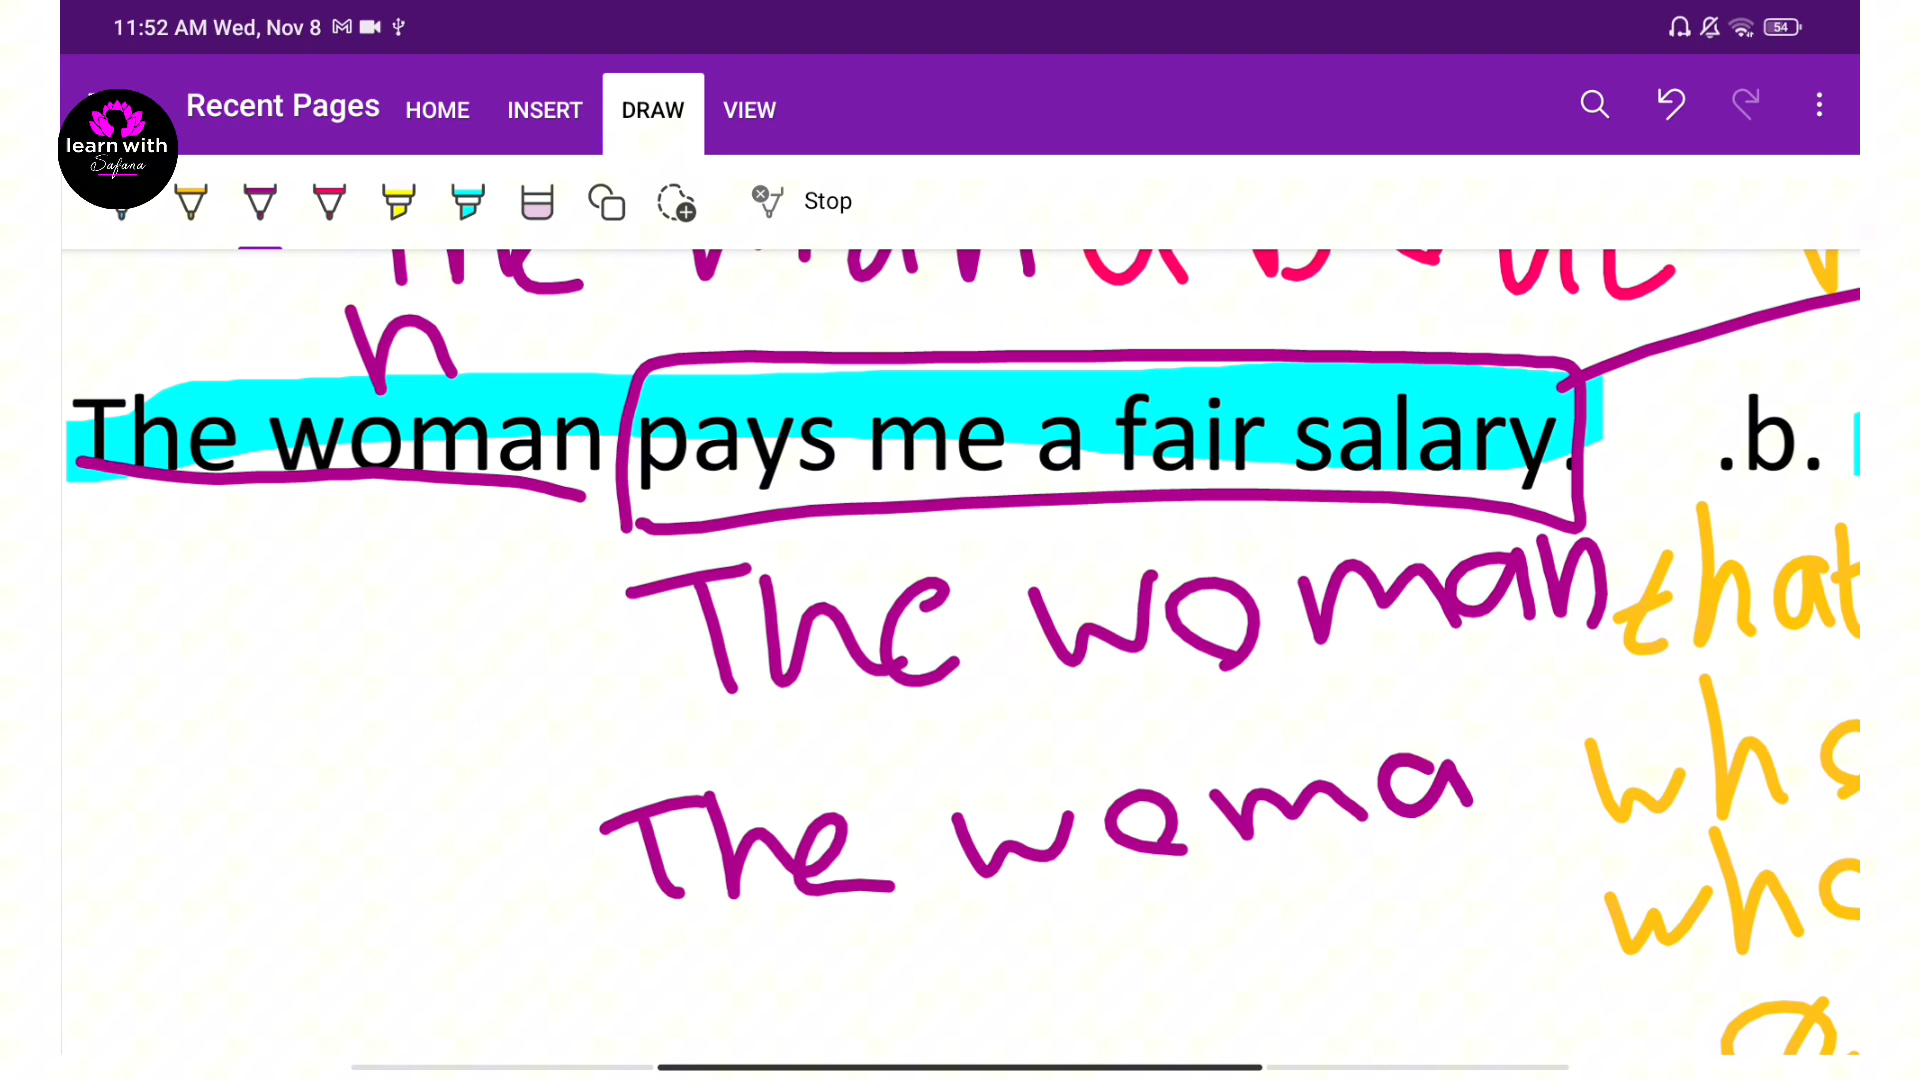 11:52 AM Wed, Nov 8 54
Recent Pages HOME INSERT DRAW VIEW
learn with
Safana
Stop
n
The woman pays me a fair salary. .b.
The woman that
The woma